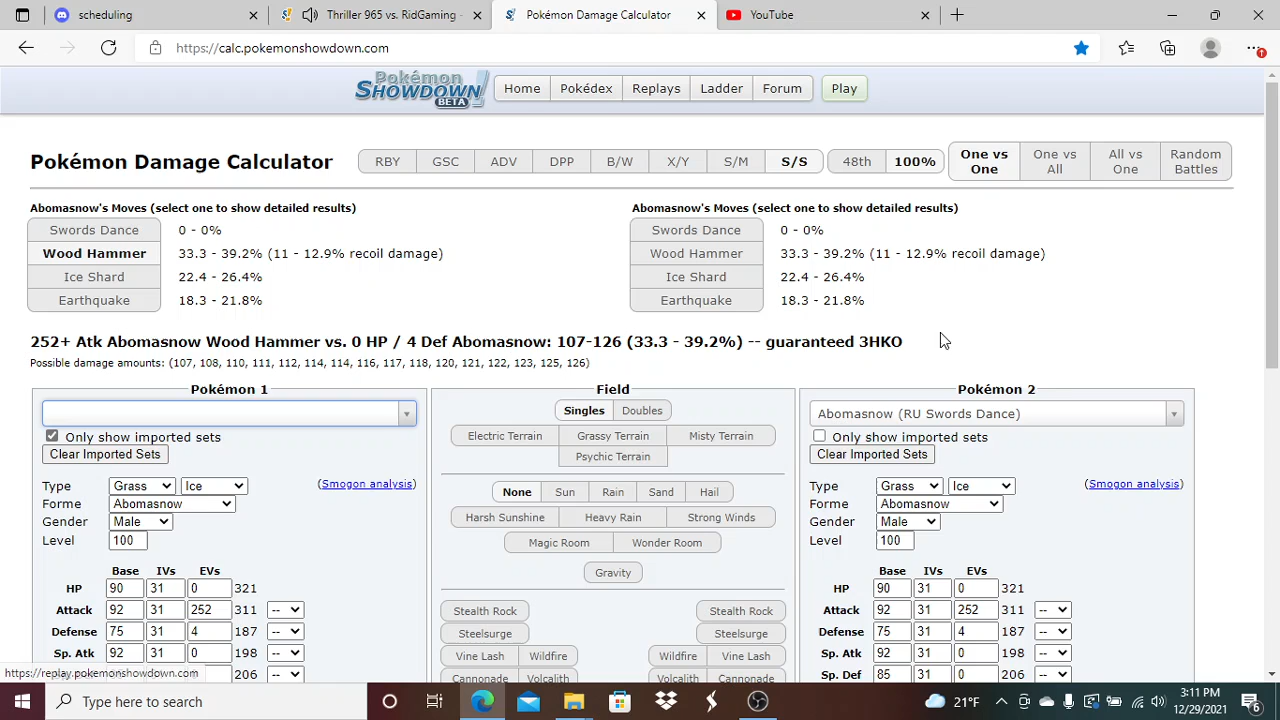 scheduling
Thriller 965 vs. RidGaming -
Pokémon Damage Calculator
YouTube
https://calc.pokemonshowdown.com
Pokémon
SHOWDOWN!
BETA
Home Pokédex Replays Ladder Forum Play
Pokémon Damage Calculator
RBY GSC ADV DPP B/W X/Y S/M S/S 48th 100%
One vs One
One vs All
All vs One
Random Battles
Abomasnow's Moves (select one to show detailed results)
Swords Dance 0 - 0%
Wood Hammer 33.3 - 39.2% (11 - 12.9% recoil damage)
Ice Shard 22.4 - 26.4%
Earthquake 18.3 - 21.8%
Abomasnow's Moves (select one to show detailed results)
Swords Dance 0 - 0%
Wood Hammer 33.3 - 39.2% (11 - 12.9% recoil damage)
Ice Shard 22.4 - 26.4%
Earthquake 18.3 - 21.8%
252+ Atk Abomasnow Wood Hammer vs. 0 HP / 4 Def Abomasnow: 107-126 (33.3 - 39.2%) -- guaranteed 3HKO
Possible damage amounts: (107, 108, 110, 111, 112, 114, 114, 116, 117, 118, 120, 121, 122, 123, 125, 126)
Pokémon 1
Only show imported sets
Clear Imported Sets
Type Grass Ice (Smogon analysis)
Forme Abomasnow
Gender Male
Level 100
Base IVs EVs
HP 90 31 0 321
Attack 92 31 252 311 --
Defense 75 31 4 187 --
Sp. Atk 92 31 0 198 --
206 --
https://replay.pokemonshowdown.com
Field
Singles Doubles
Electric Terrain Grassy Terrain Misty Terrain
Psychic Terrain
None Sun Rain Sand Hail
Harsh Sunshine Heavy Rain Strong Winds
Magic Room Wonder Room
Gravity
Stealth Rock Stealth Rock
Steelsurge Steelsurge
Vine Lash Wildfire Wildfire Vine Lash
Cannonade Volcalith Volcalith Cannonade
Pokémon 2
Abomasnow (RU Swords Dance)
Only show imported sets
Clear Imported Sets
Type Grass Ice (Smogon analysis)
Forme Abomasnow
Gender Male
Level 100
Base IVs EVs
HP 90 31 0 321
Attack 92 31 252 311 --
Defense 75 31 4 187 --
Sp. Atk 92 31 0 198 --
Sp. Def 85 31 0 206 --
Type here to search
21°F
3:11 PM
12/29/2021
6